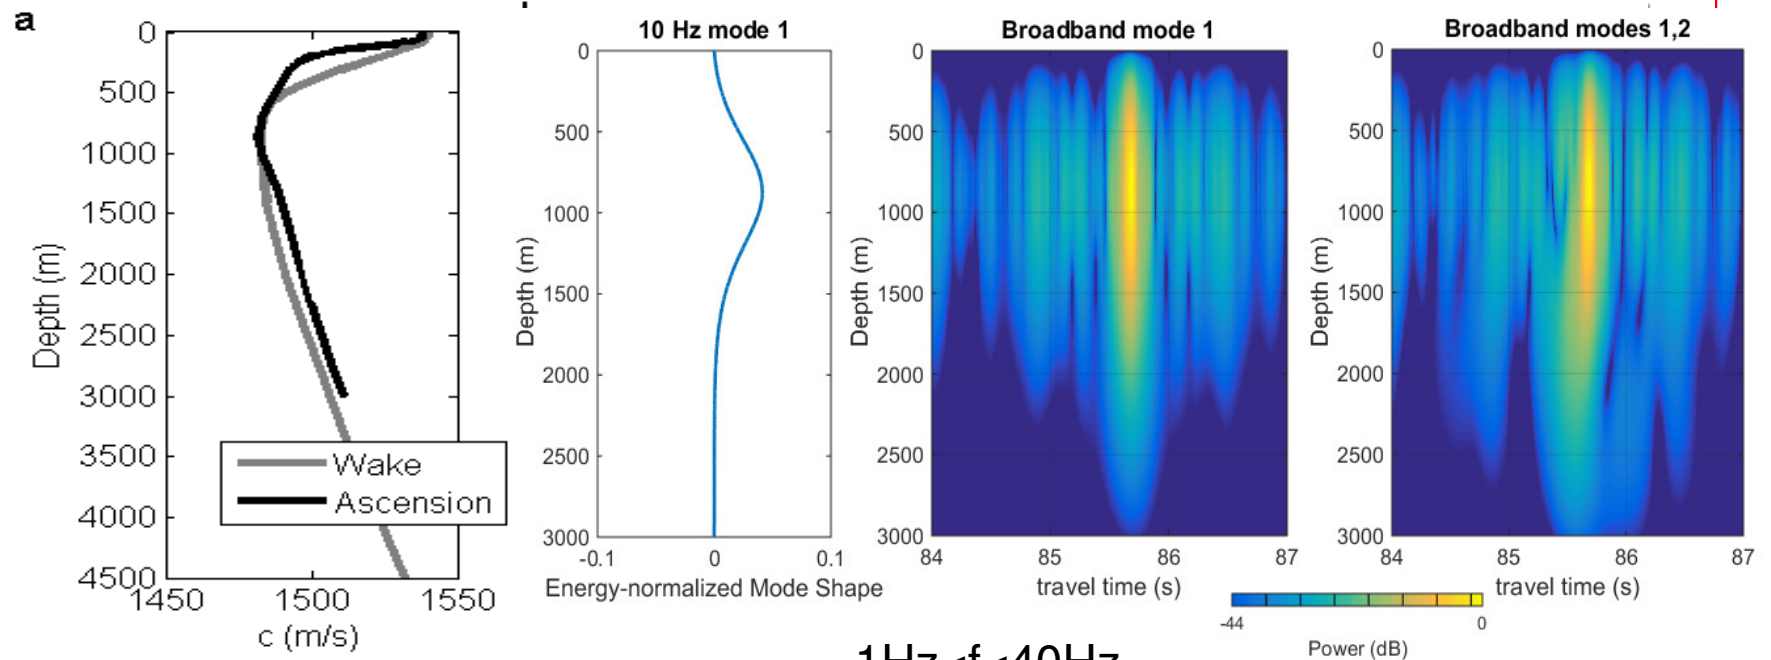 a
0
500
1000
1500
2000
2500
3000
3500
4000
4500
Depth (m)
1450 1500 1550
c (m/s)
Wake
Ascension
10 Hz mode 1
0
500
1000
1500
2000
2500
3000
Depth (m)
-0.1 0 0.1
Energy-normalized Mode Shape
Broadband mode 1
0
500
1000
1500
2000
2500
3000
Depth (m)
84 85 86 87
travel time (s)
Broadband modes 1,2
0
500
1000
1500
2000
2500
3000
Depth (m)
84 85 86 87
travel time (s)
-44 0
Power (dB)
1Hz<f<40Hz